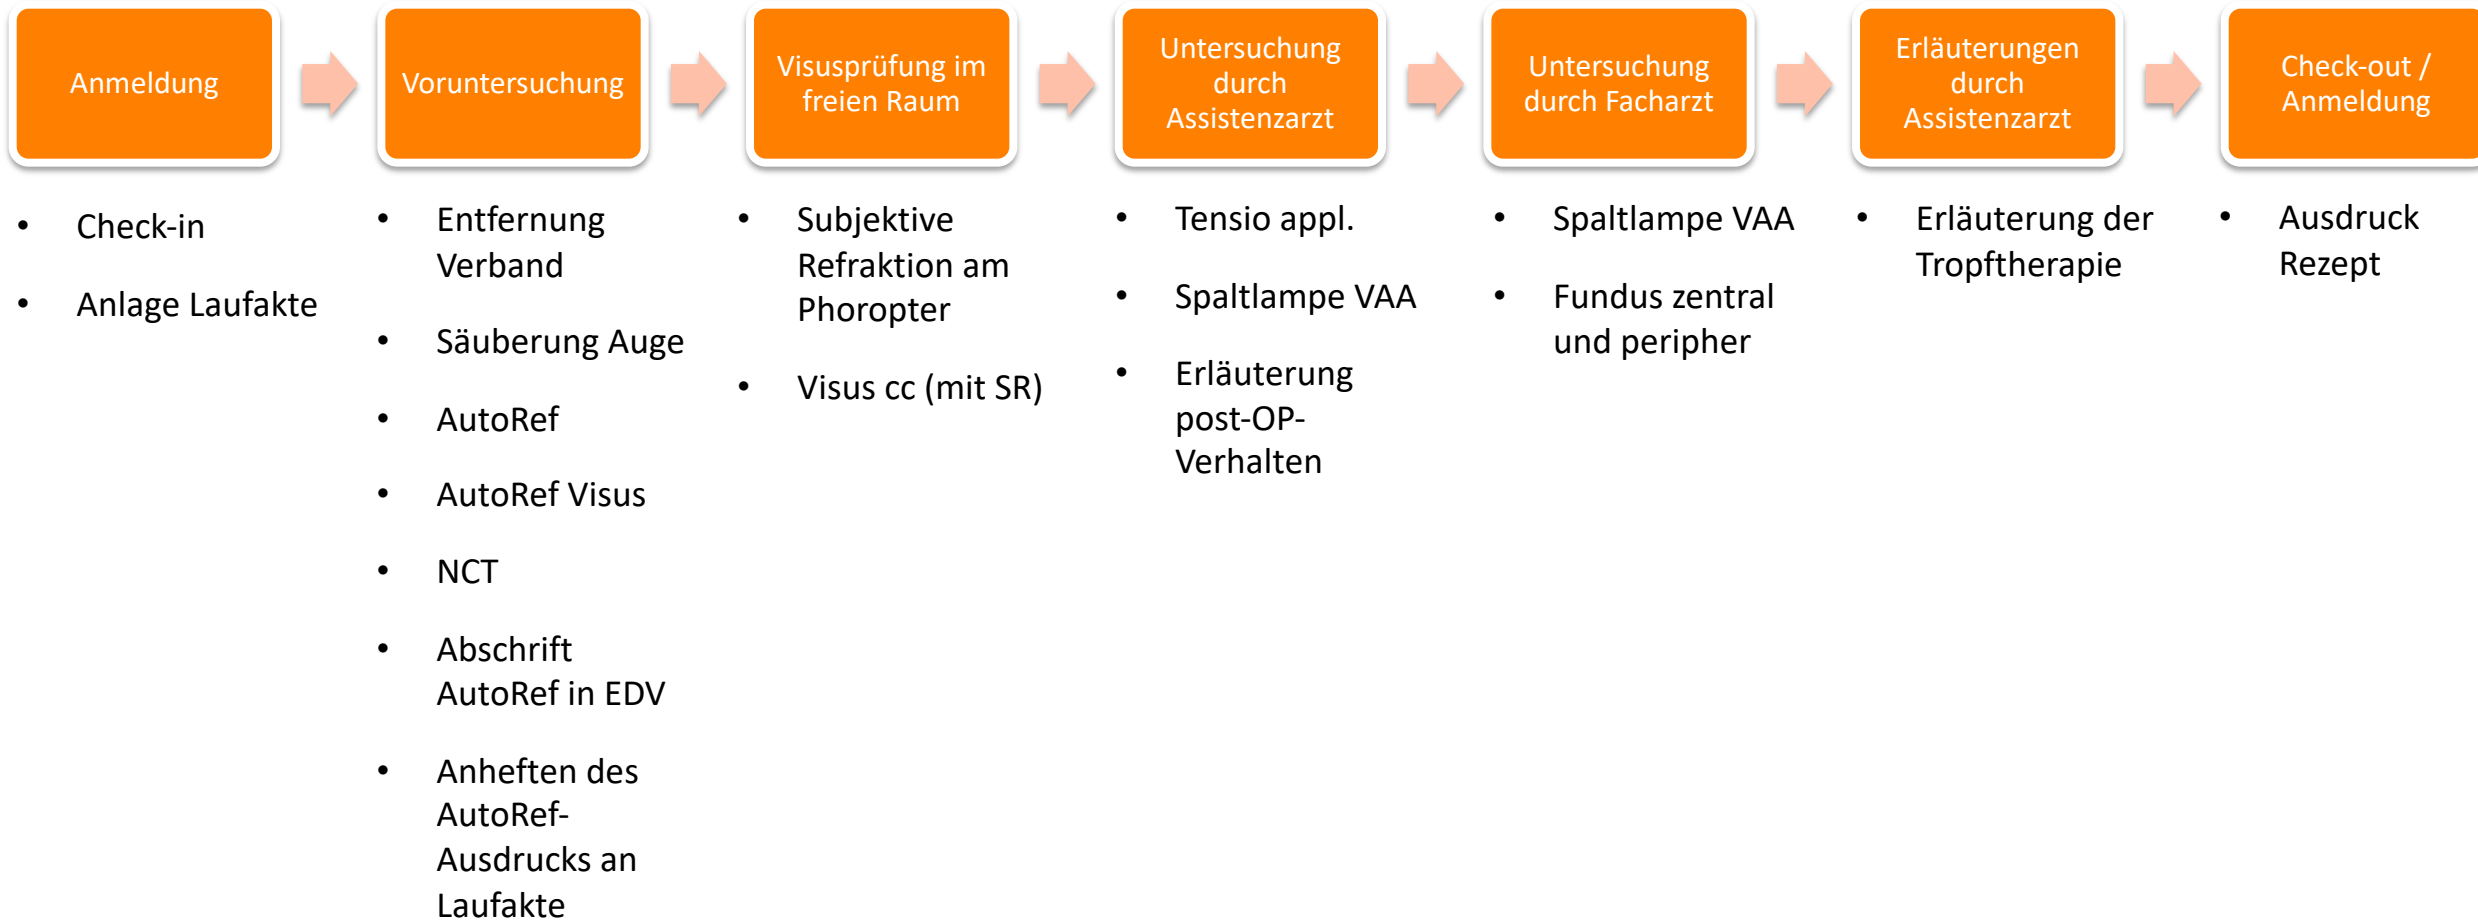 Anmeldung
Voruntersuchung
Visusprüfung im
freien Raum
Untersuchung
durch
Assistenzarzt
Untersuchung
durch Facharzt
Erläuterungen
durch
Assistenzarzt
Check-out /
Anmeldung
• Check-in
• Anlage Laufakte
• Entfernung
Verband
• Säuberung Auge
• AutoRef
• AutoRef Visus
• NCT
• Abschrift
AutoRef in EDV
• Anheften des
AutoRef-
Ausdrucks an
Laufakte
• Subjektive
Refraktion am
Phoropter
• Visus cc (mit SR)
• Tensio appl.
• Spaltlampe VAA
• Erläuterung
post-OP-
Verhalten
• Spaltlampe VAA
• Fundus zentral
und peripher
• Erläuterung der
Tropftherapie
• Ausdruck
Rezept